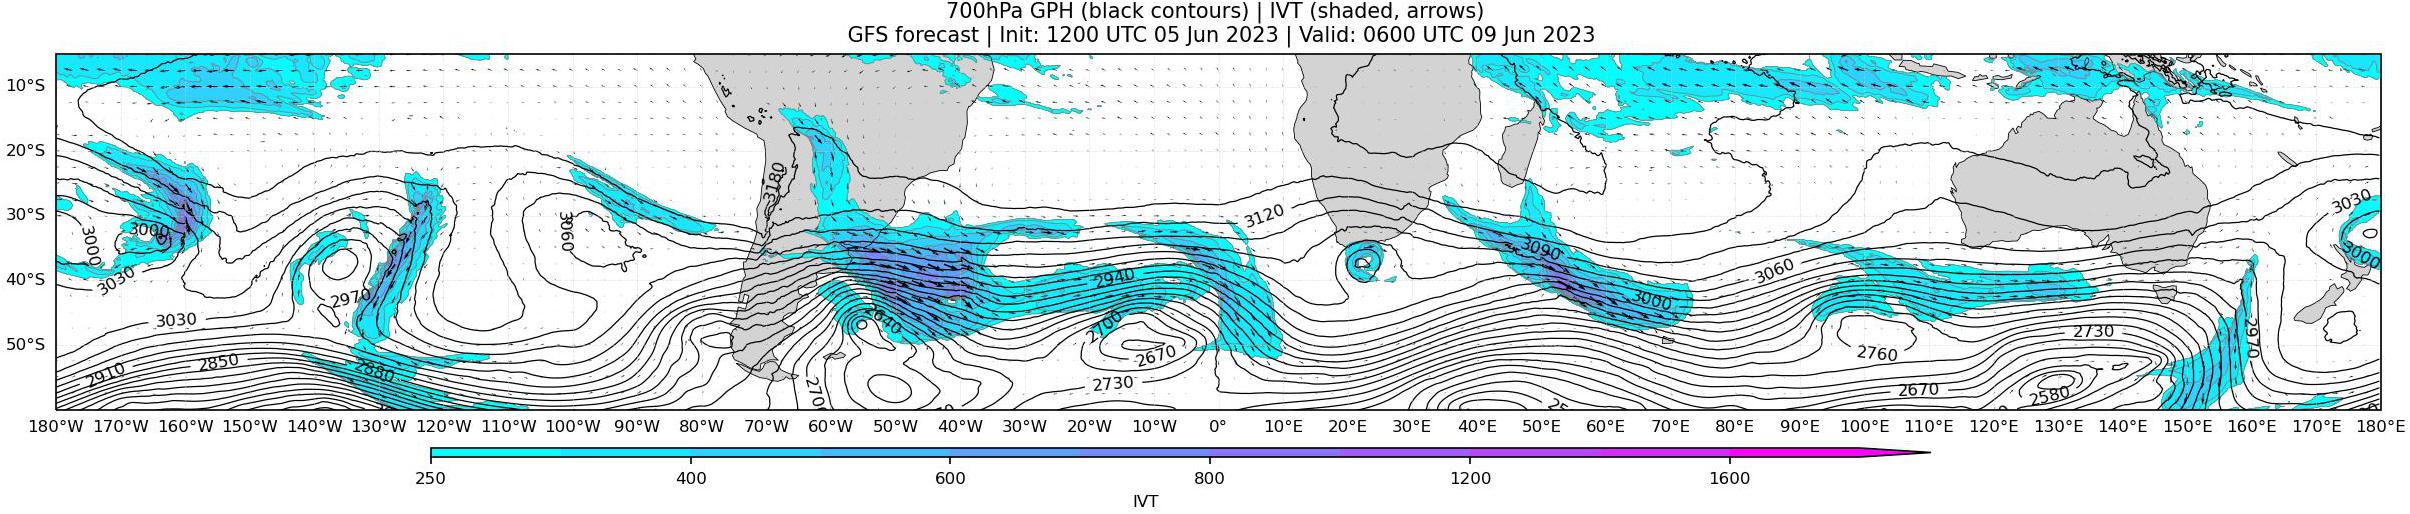 700hPa GPH (black contours) | IVT (shaded, arrows)
GFS forecast | Init: 1200 UTC 05 Jun 2023 | Valid: 0600 UTC 09 Jun 2023
10°S
20°S
3180
3030
30°S
3000
3000
3060
3120
3090
3000
3030
2970
2940
3060
3000
40°S
3030
2640
2700
2730
2970
50°S
2910
2850
2880
2670
2760
2730
2670
2580
180°W 170°W 160°W 150°W 140°W 130°W 120°W 110°W 100°W 90°W 80°W 70°W 60°W 50°W 40°W 30°W 20°W 10°W 0° 10°E 20°E 30°E 40°E 50°E 60°E 70°E 80°E 90°E 100°E 110°E 120°E 130°E 140°E 150°E 160°E 170°E 180°E
250 400 600 800 1200 1600
IVT